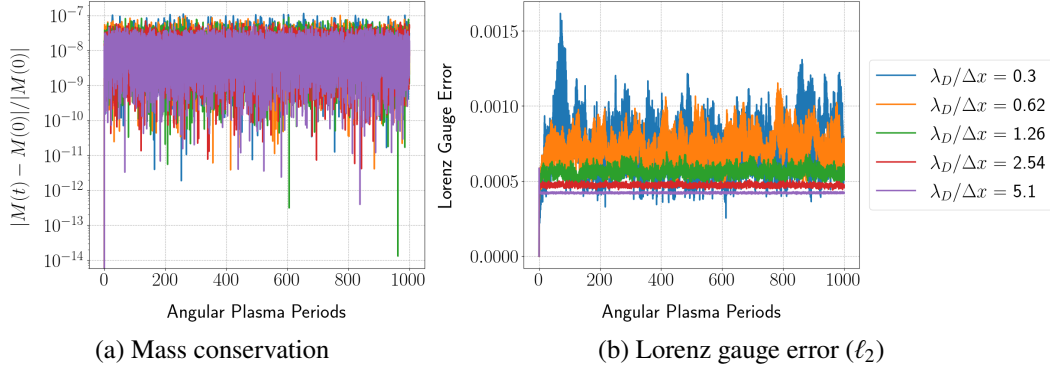 |M(t) − M(0)|/|M(0)|
10⁻⁷
10⁻⁸
10⁻⁹
10⁻¹⁰
10⁻¹¹
10⁻¹²
10⁻¹³
10⁻¹⁴
0 200 400 600 800 1000
Angular Plasma Periods
(a) Mass conservation
Lorenz Gauge Error
0.0015
0.0010
0.0005
0.0000
0 200 400 600 800 1000
Angular Plasma Periods
(b) Lorenz gauge error (ℓ₂)
λ_D/Δx = 0.3
λ_D/Δx = 0.62
λ_D/Δx = 1.26
λ_D/Δx = 2.54
λ_D/Δx = 5.1